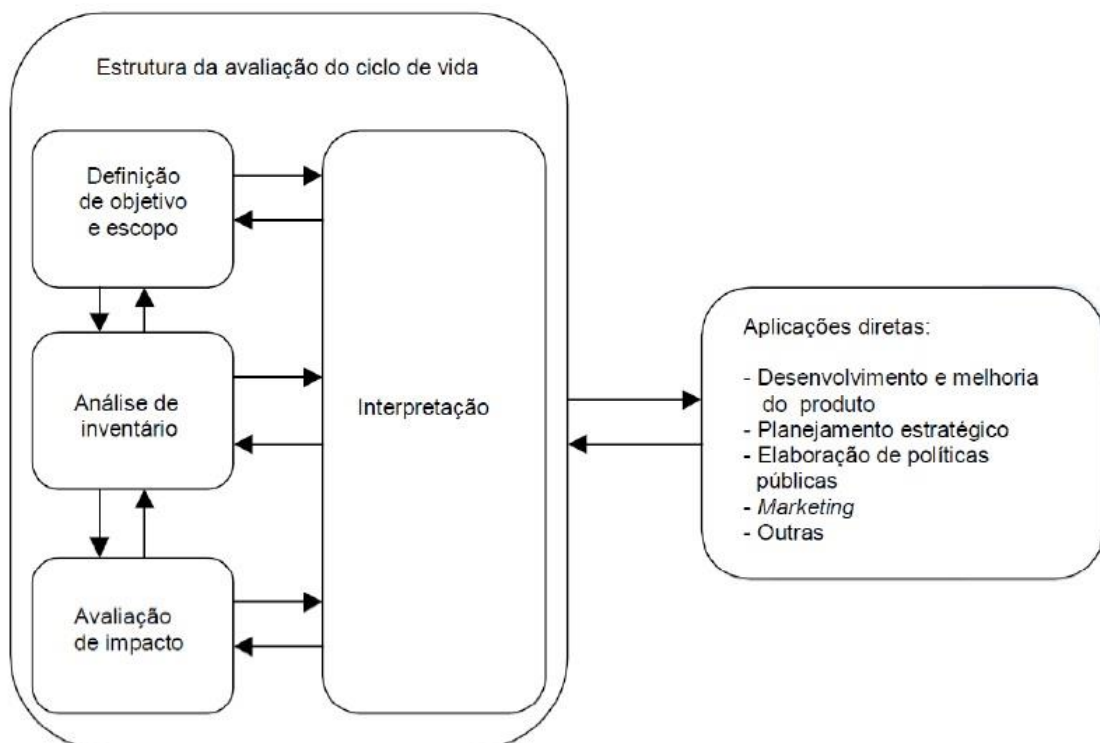 Estrutura da avaliação do ciclo de vida
Definição
de objetivo
e escopo
Análise de
inventário
Avaliação
de impacto
Interpretação
Aplicações diretas:
- Desenvolvimento e melhoria
do produto
- Planejamento estratégico
- Elaboração de políticas
públicas
- Marketing
- Outras